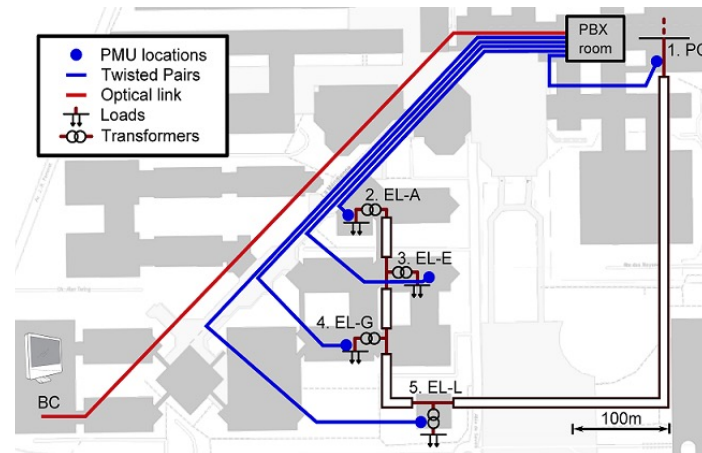 PMU locations
Twisted Pairs
Optical link
Loads
Transformers
PBX
room
1. PC
2. EL-A
3. EL-E
4. EL-G
5. EL-L
BC
100m